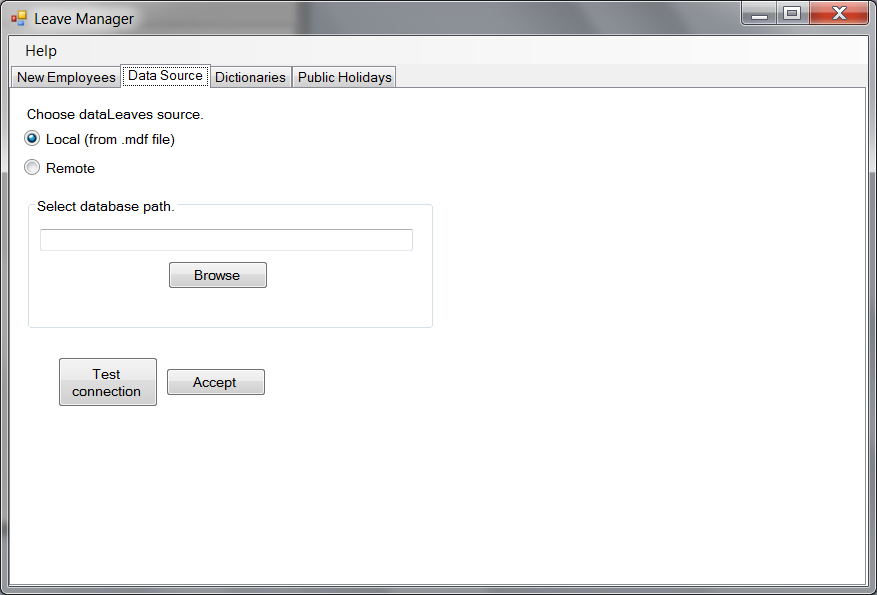 Leave Manager
Help
New Employees Data Source Dictionaries Public Holidays
Choose dataLeaves source.
Local (from .mdf file)
Remote
Select database path.
Browse
Test
connection
Accept